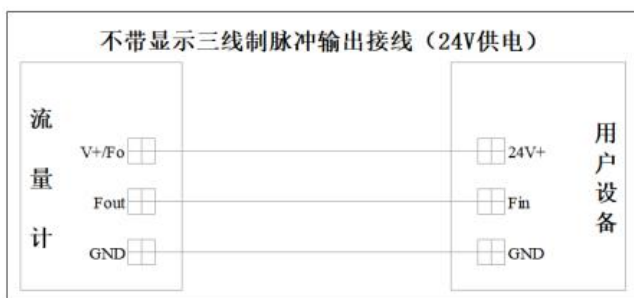 不带显示三线制脉冲输出接线（24V供电）
流量计
V+/Fo
Fout
GND
24V+
Fin
GND
用户设备